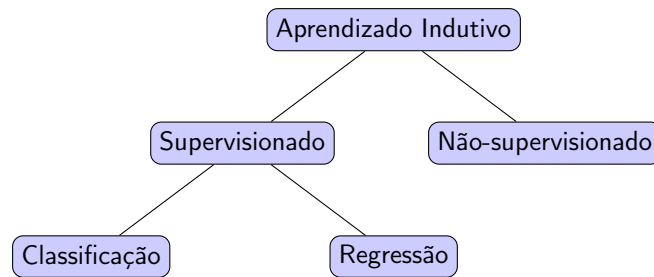 Aprendizado Indutivo
Supervisionado
Não-supervisionado
Classificação
Regressão